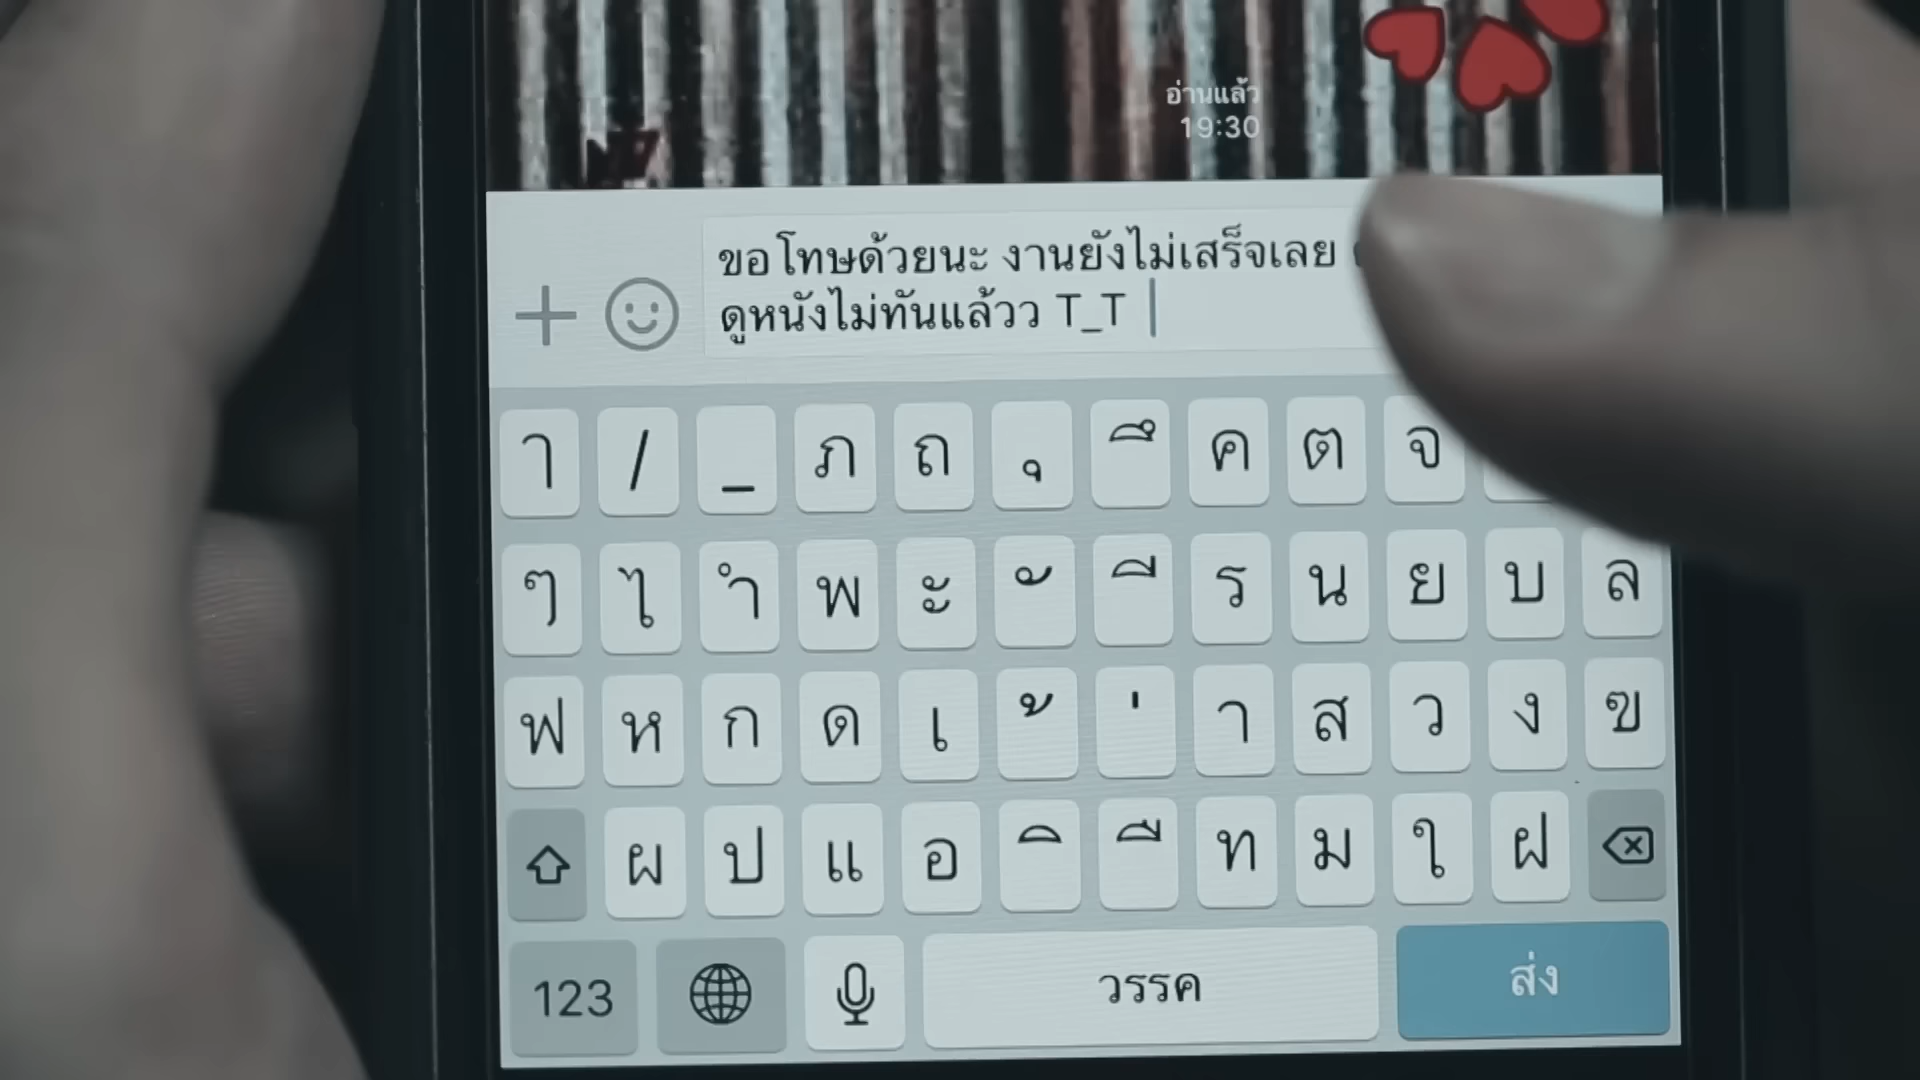 อ่านแล้ว
19:30
ขอโทษด้วยนะ งานยังไม่เสร็จเลย
ดูหนังไม่ทันแล้วว T_T
ๅ / _ ภ ถ ุ ึ ค ต จ
ๆ ไ ำ พ ะ ั ี ร น ย บ ล
ฟ ห ก ด เ ้ ่ า ส ว ง ฃ
ผ ป แ อ ิ ื ท ม ใ ฝ
123 วรรค ส่ง